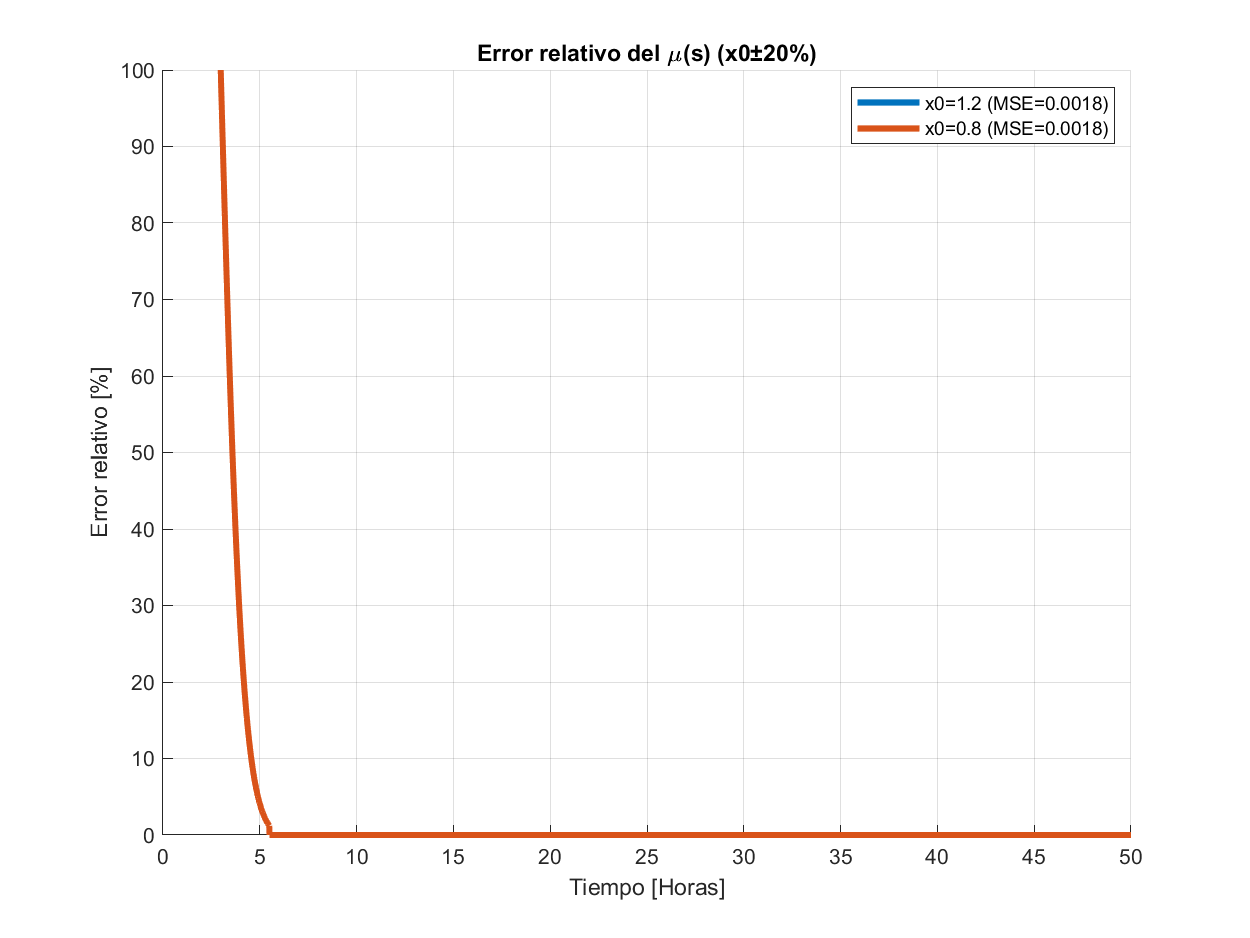 Error relativo del μ(s) (x0±20%)
x0=1.2 (MSE=0.0018)
x0=0.8 (MSE=0.0018)
Error relativo [%]
100
90
80
70
60
50
40
30
20
10
0
0 5 10 15 20 25 30 35 40 45 50
Tiempo [Horas]